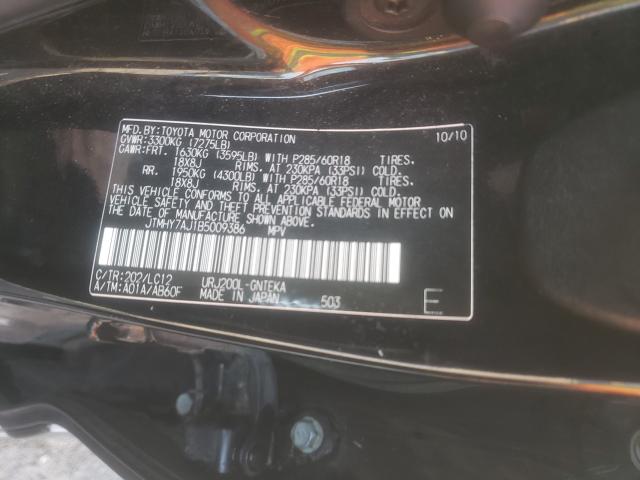 MFD. BY: TOYOTA MOTOR CORPORATION 10/10
GVWR: 3300KG (7275LB)
GAWR: FRT. 1630KG (3595LB) WITH P285/60R18 TIRES.
18X8J RIMS. AT 230KPA (33PSI) COLD.
RR. 1950KG (4300LB) WITH P285/60R18 TIRES.
18X8J RIMS. AT 230KPA (33PSI) COLD.
THIS VEHICLE CONFORMS TO ALL APPLICABLE FEDERAL MOTOR
VEHICLE SAFETY AND THEFT PREVENTION STANDARDS IN EFFECT ON
THE DATE OF MANUFACTURE SHOWN ABOVE.
JTMHY7AJ1B5009386 MPV
C/TR: 202/LC12 URJ200L-GNTEKA
A/TM: A01A/AB60F MADE IN JAPAN 503 E